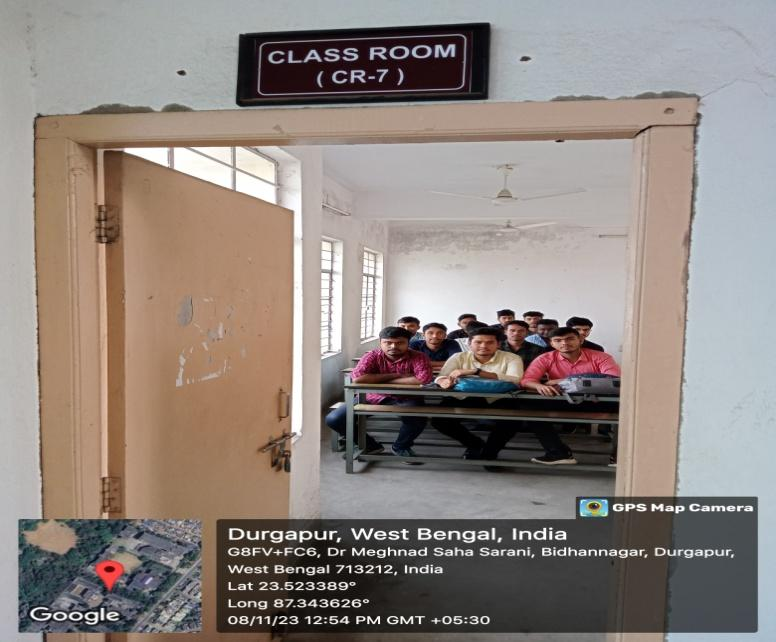 CLASS ROOM
( CR-7 )
GPS Map Camera
Google
Durgapur, West Bengal, India
G8FV+FC6, Dr Meghnad Saha Sarani, Bidhannagar, Durgapur,
West Bengal 713212, India
Lat 23.523389°
Long 87.343626°
08/11/23 12:54 PM GMT +05:30